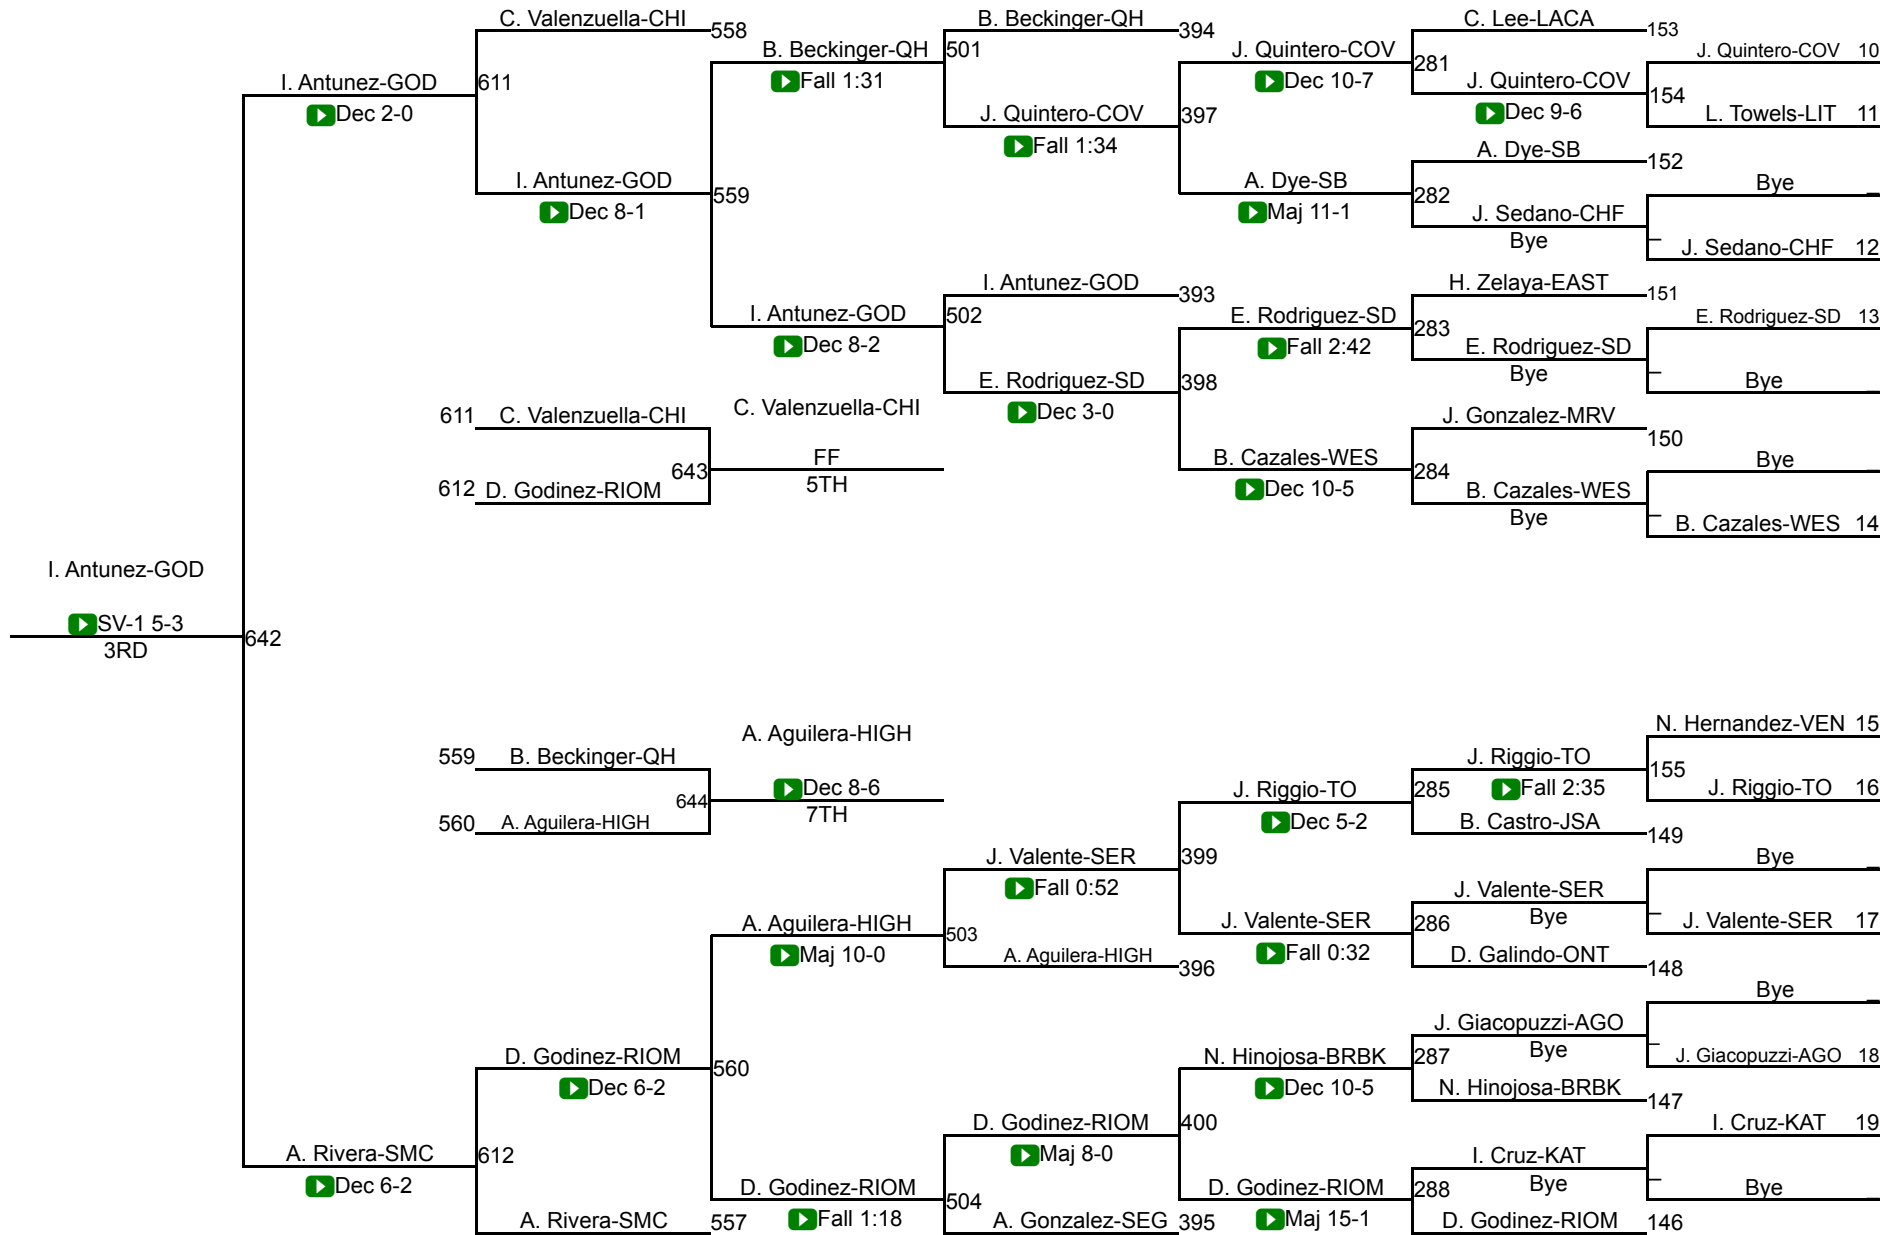 C. Valenzuella-CHI
558
B. Beckinger-QH
394
C. Lee-LACA
153
B. Beckinger-QH
501
J. Quintero-COV
J. Quintero-COV 10
Fall 1:31
Dec 10-7
281
I. Antunez-GOD
611
J. Quintero-COV
154
Dec 2-0
J. Quintero-COV
397
Dec 9-6
L. Towels-LIT 11
Fall 1:34
A. Dye-SB
152
I. Antunez-GOD
559
A. Dye-SB
282
Bye
Dec 8-1
Maj 11-1
J. Sedano-CHF
Bye
J. Sedano-CHF 12
I. Antunez-GOD
393
H. Zelaya-EAST
151
I. Antunez-GOD
502
E. Rodriguez-SD
283
E. Rodriguez-SD 13
Dec 8-2
Fall 2:42
E. Rodriguez-SD
Bye
Bye
E. Rodriguez-SD
398
Dec 3-0
611 C. Valenzuella-CHI
C. Valenzuella-CHI
J. Gonzalez-MRV
150
643
FF
5TH
B. Cazales-WES
284
Bye
Dec 10-5
612 D. Godinez-RIOM
B. Cazales-WES
Bye
B. Cazales-WES 14
I. Antunez-GOD
SV-1 5-3
3RD
642
N. Hernandez-VEN 15
559 B. Beckinger-QH
A. Aguilera-HIGH
J. Riggio-TO
155
644
Dec 8-6
7TH
J. Riggio-TO
285
Fall 2:35
J. Riggio-TO 16
560 A. Aguilera-HIGH
Dec 5-2
B. Castro-JSA
149
J. Valente-SER
399
Bye
Fall 0:52
J. Valente-SER
Bye
A. Aguilera-HIGH
503
J. Valente-SER
286
J. Valente-SER 17
Maj 10-0
A. Aguilera-HIGH
396
Fall 0:32
D. Galindo-ONT
148
Bye
J. Giacopuzzi-AGO
Bye
D. Godinez-RIOM
560
N. Hinojosa-BRBK
287
J. Giacopuzzi-AGO 18
Dec 6-2
Dec 10-5
N. Hinojosa-BRBK
147
D. Godinez-RIOM
400
I. Cruz-KAT 19
A. Rivera-SMC
612
Maj 8-0
I. Cruz-KAT
Bye
Dec 6-2
D. Godinez-RIOM
504
D. Godinez-RIOM
288
Bye
A. Rivera-SMC
557
Fall 1:18
A. Gonzalez-SEG
395
Maj 15-1
D. Godinez-RIOM
146